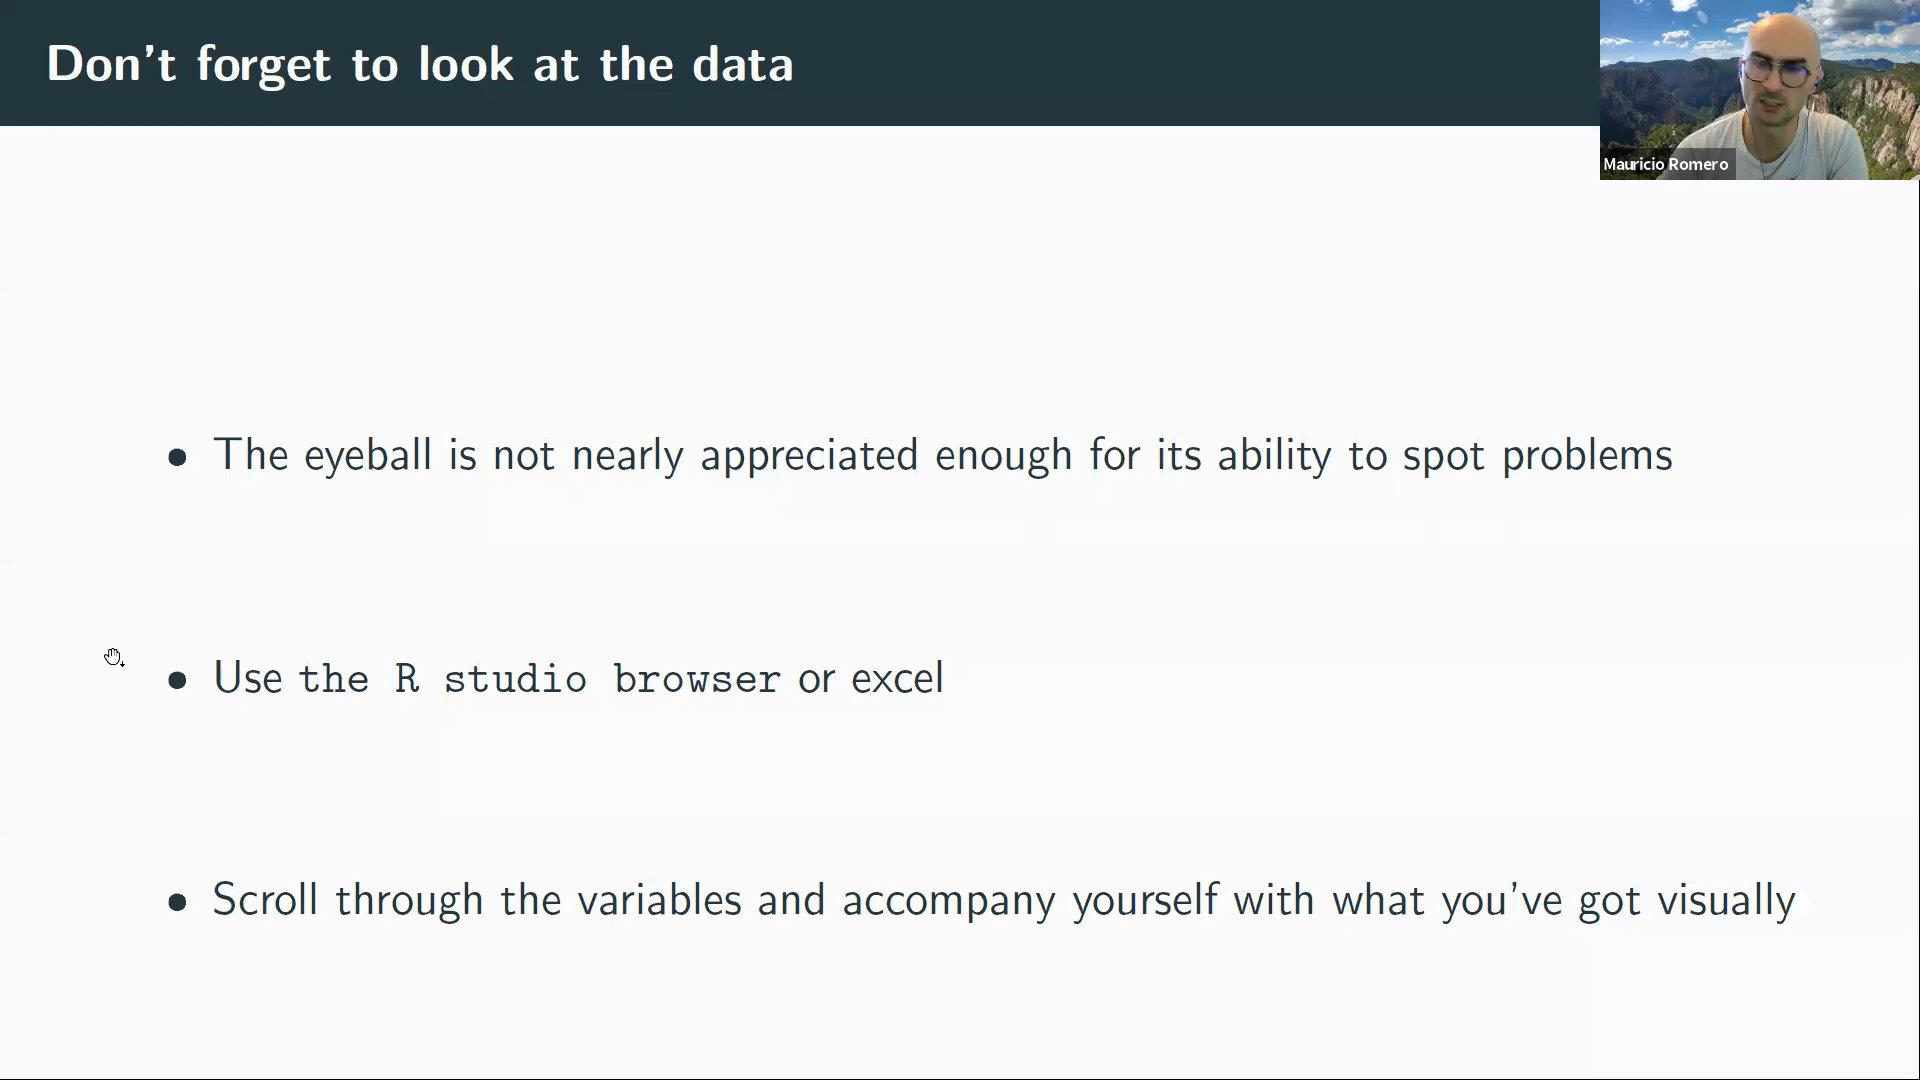 Don't forget to look at the data
Mauricio Romero
• The eyeball is not nearly appreciated enough for its ability to spot problems
• Use the R studio browser or excel
• Scroll through the variables and accompany yourself with what you've got visually